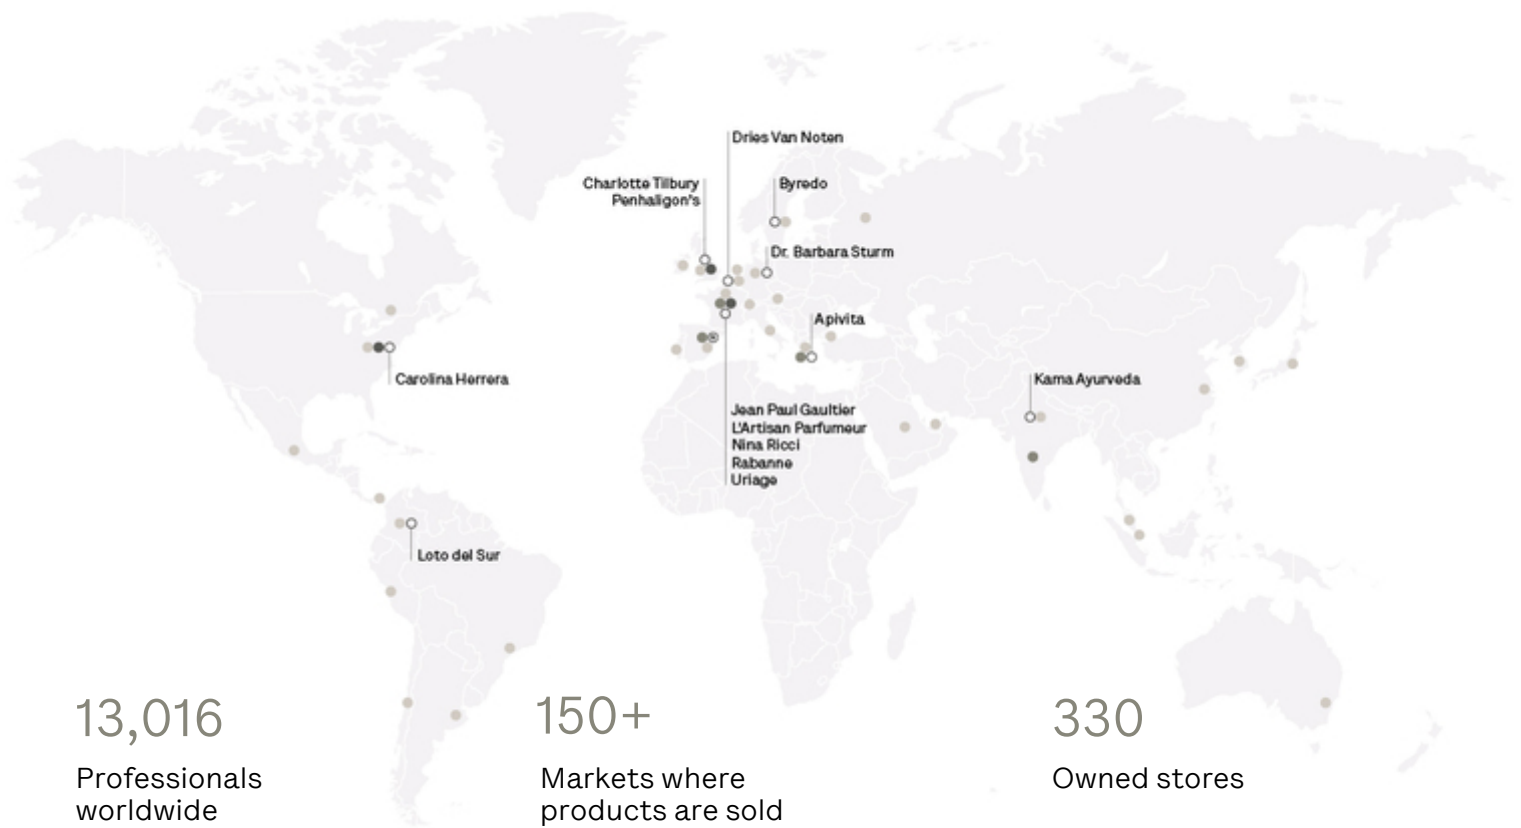 Dries Van Noten
Charlotte Tilbury
Penhaligon's
Byredo
Dr. Barbara Sturm
Apivita
Carolina Herrera
Kama Ayurveda
Jean Paul Gaultier
L'Artisan Parfumeur
Nina Ricci
Rabanne
Uriage
Loto del Sur
13,016
Professionals
worldwide
150+
Markets where
products are sold
330
Owned stores